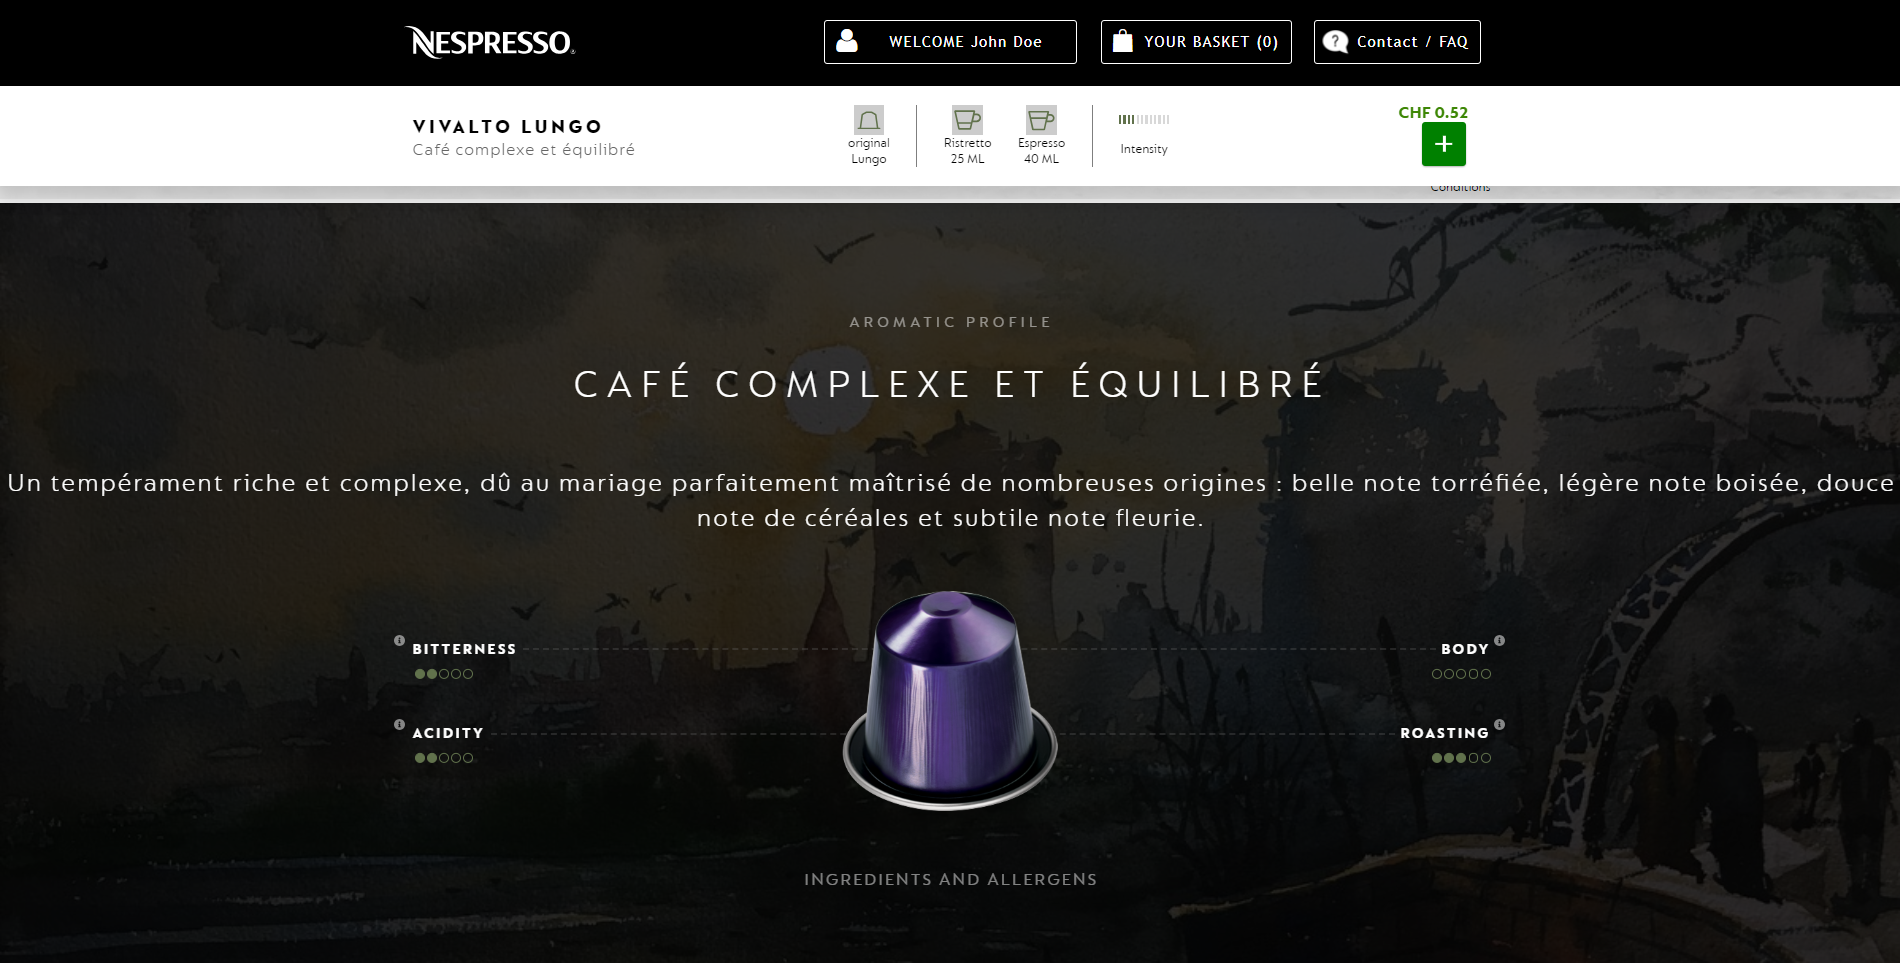 NESPRESSO
WELCOME John Doe
YOUR BASKET (0)
Contact / FAQ
VIVALTO LUNGO
Café complexe et équilibré
original
Lungo
Ristretto
25 ML
Espresso
40 ML
Intensity
CHF 0.52
+
Conditions
AROMATIC PROFILE
CAFÉ COMPLEXE ET ÉQUILIBRÉ
Un tempérament riche et complexe, dû au mariage parfaitement maîtrisé de nombreuses origines : belle note torréfiée, légère note boisée, douce
note de céréales et subtile note fleurie.
BITTERNESS
BODY
ACIDITY
ROASTING
INGREDIENTS AND ALLERGENS